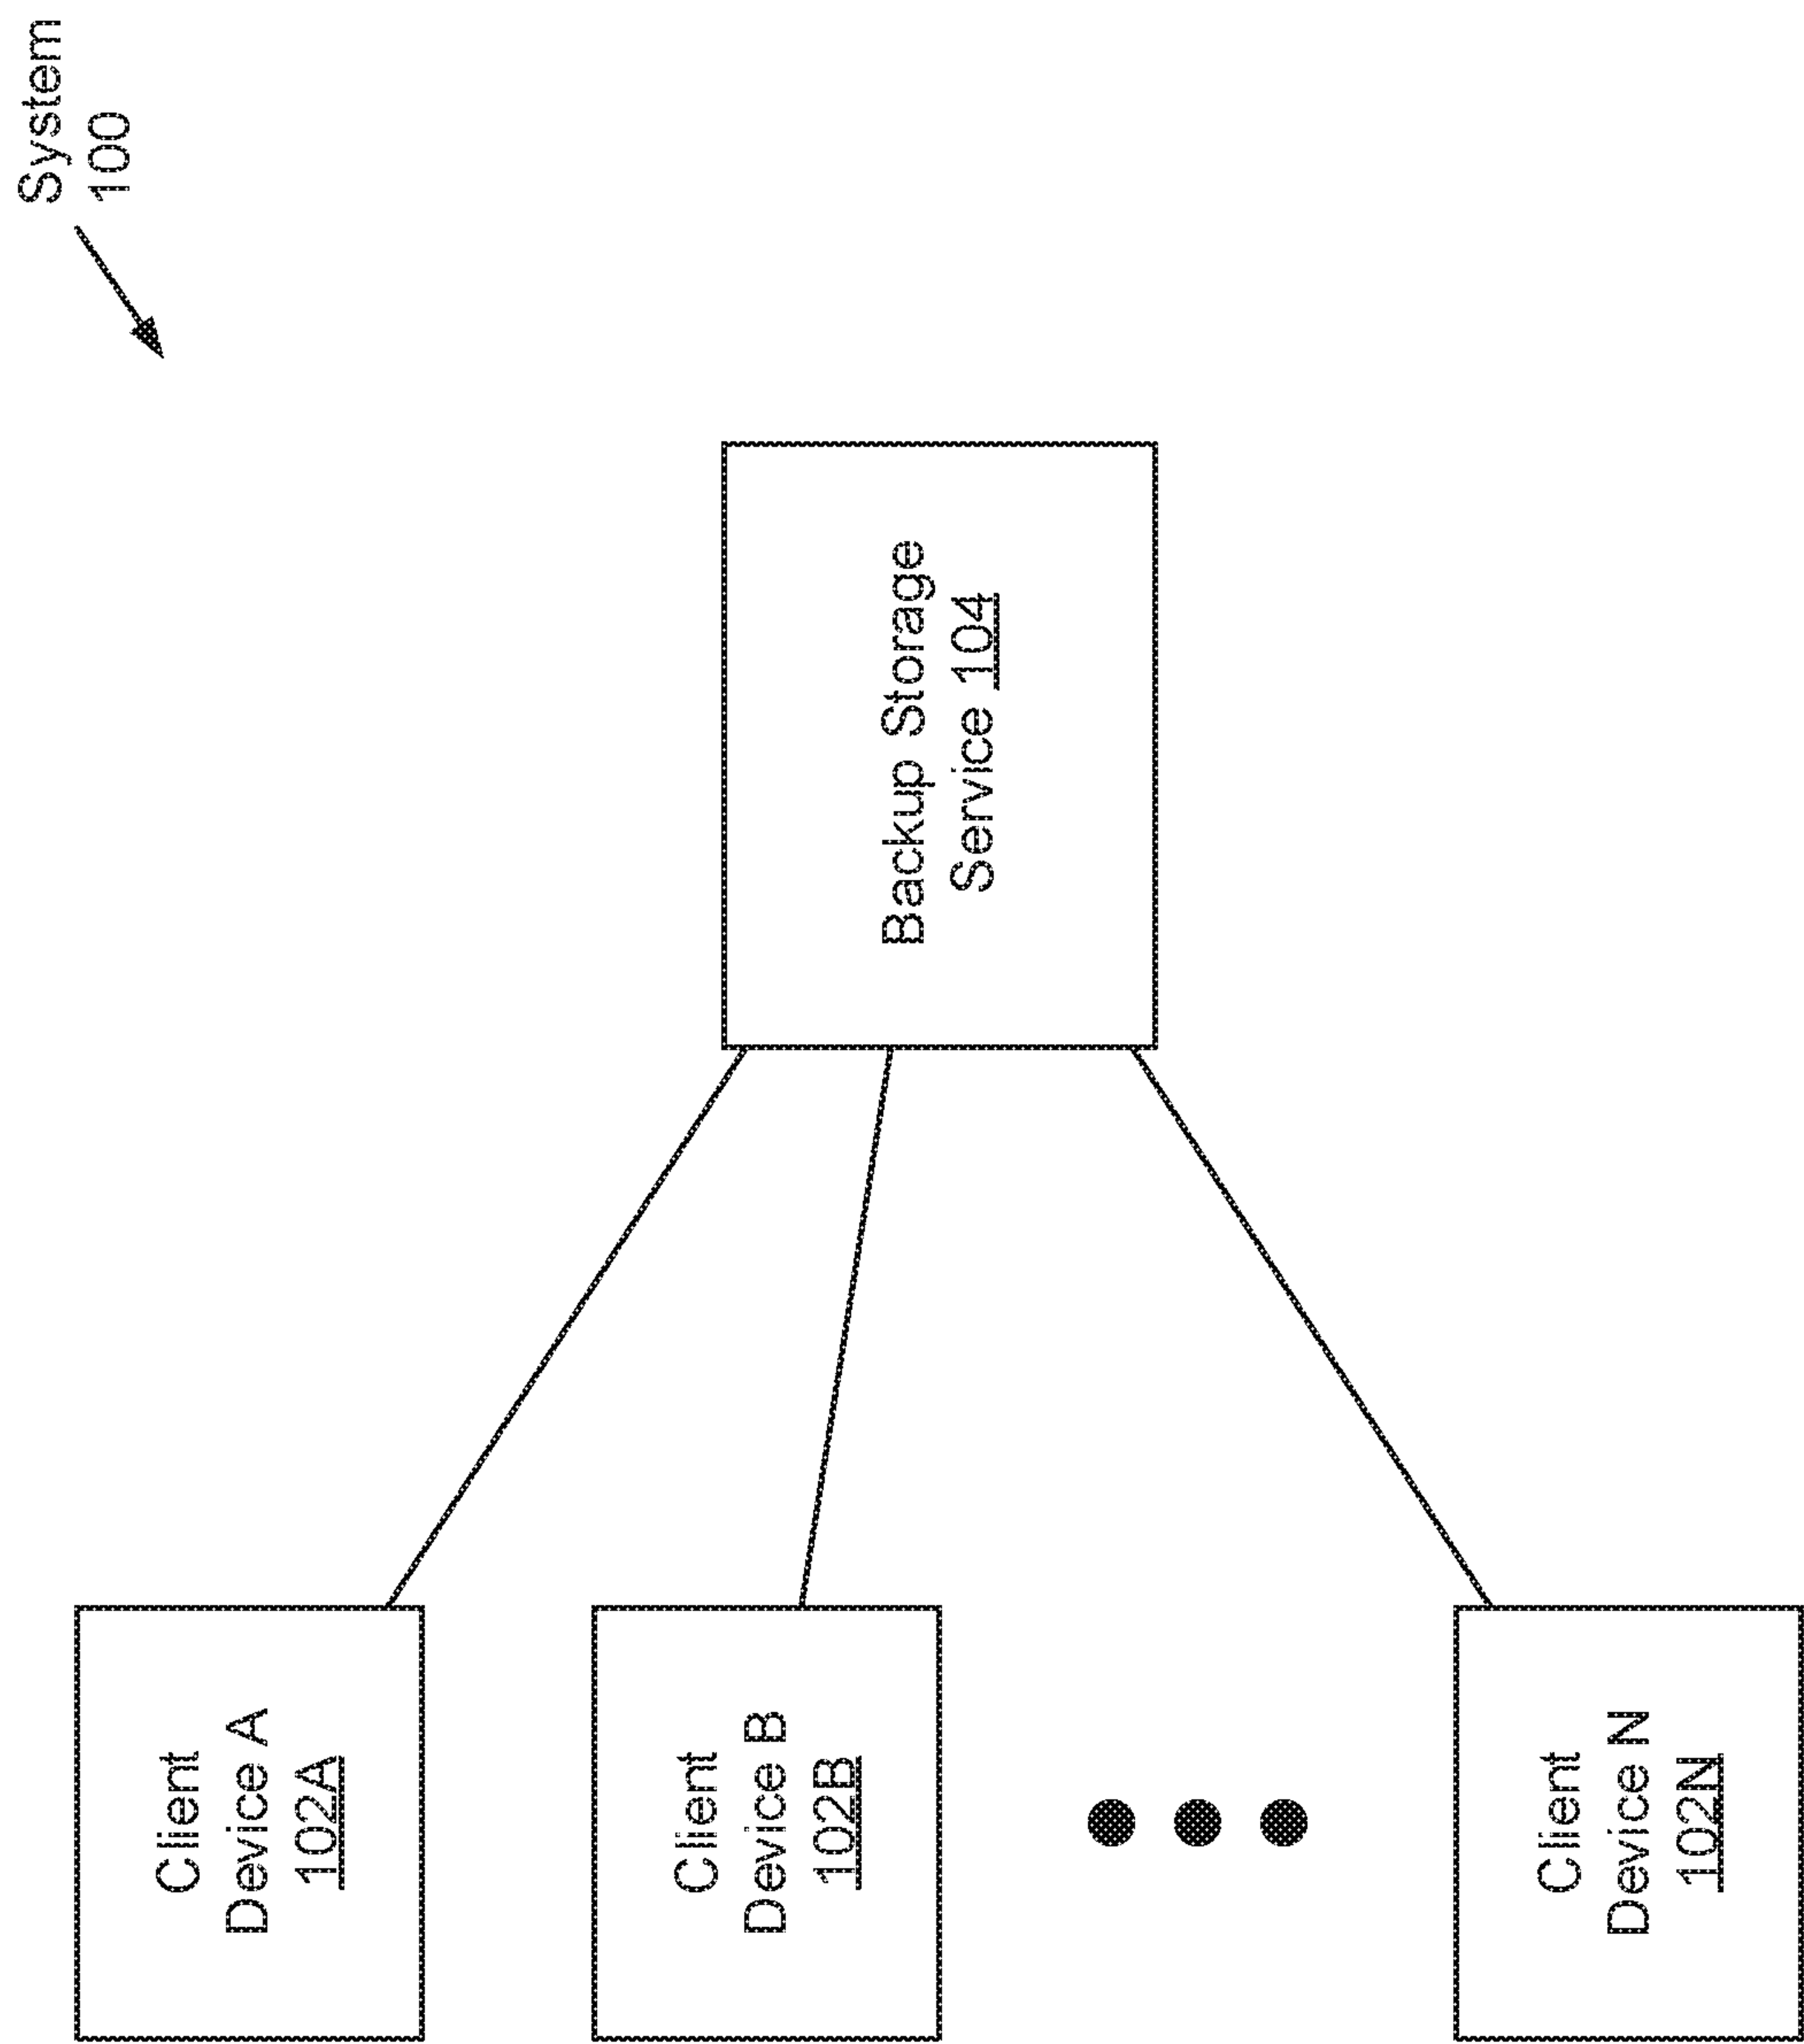 System
100
Client
Device A
102A
Client
Device B
102B
Client
Device N
102N
Backup Storage
Service 104